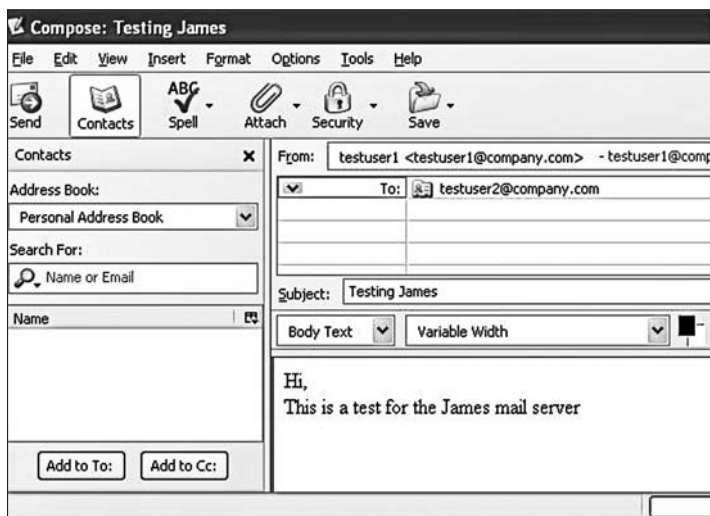 Compose: Testing James
File Edit View Insert Format Options Tools Help
ABC
Send Contacts Spell Attach Security Save
Contacts
Address Book:
Personal Address Book
Search For:
Name or Email
Name
Add to To: Add to Cc:
From: testuser1 <testuser1@company.com> - testuser1@comp
To: testuser2@company.com
Subject: Testing James
Body Text Variable Width
Hi,
This is a test for the James mail server